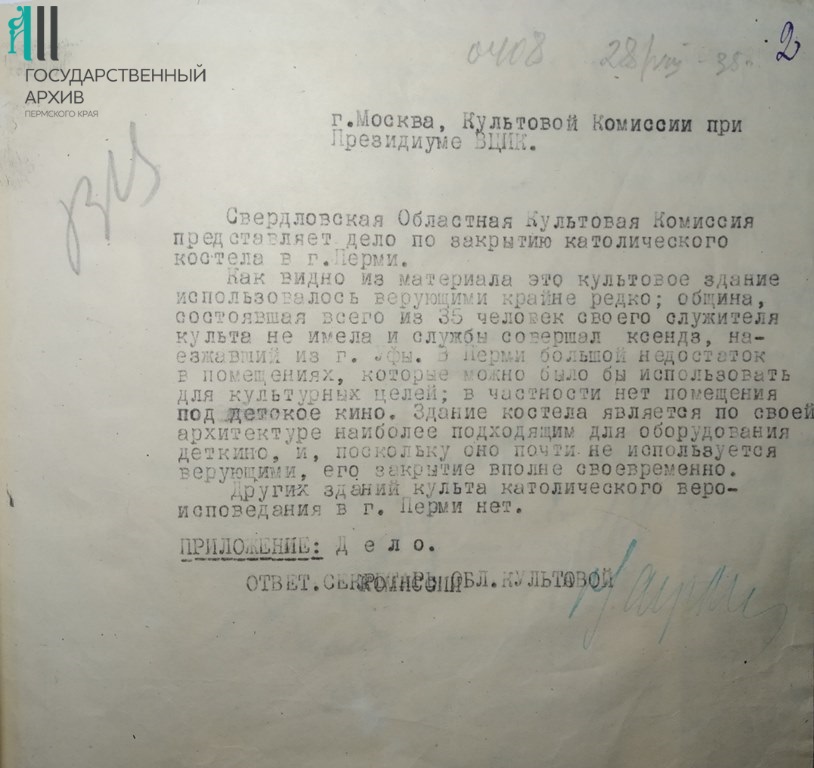 2
0408
ГОСУДАРСТВЕННЫЙ
АРХИВ
ПЕРМСКОГО КРАЯ
г.Москва, Культовой Комиссии при
Президиуме ВЦИК.
Свердловская Областная Культовая Комиссия
представляет дело по закрытию католического
костела в г.Перми.
Как видно из материала это культовое здание
использовалось верующими крайне редко; община,
состоявшая всего из 35 человек своего служителя
культа не имела и службы совершал ксендз, на-
езжавший из г. Уфы. В Перми большой недостаток
в помещениях, которые можно было бы использовать
для культурных целей; в частности нет помещения
под детское кино. Здание костела является по своей
архитектуре наиболее подходящим для оборудования
деткино, и, поскольку оно почти не используется
верующими, его закрытие вполне своевременно.
Других зданий культа католического веро-
исповедания в г. Перми нет.
ПРИЛОЖЕНИЕ: Д е л о.
ОТВЕТ.СЕКРЕТАРЬ ОБЛ.КУЛЬТОВОЙ
КОМИССИИ